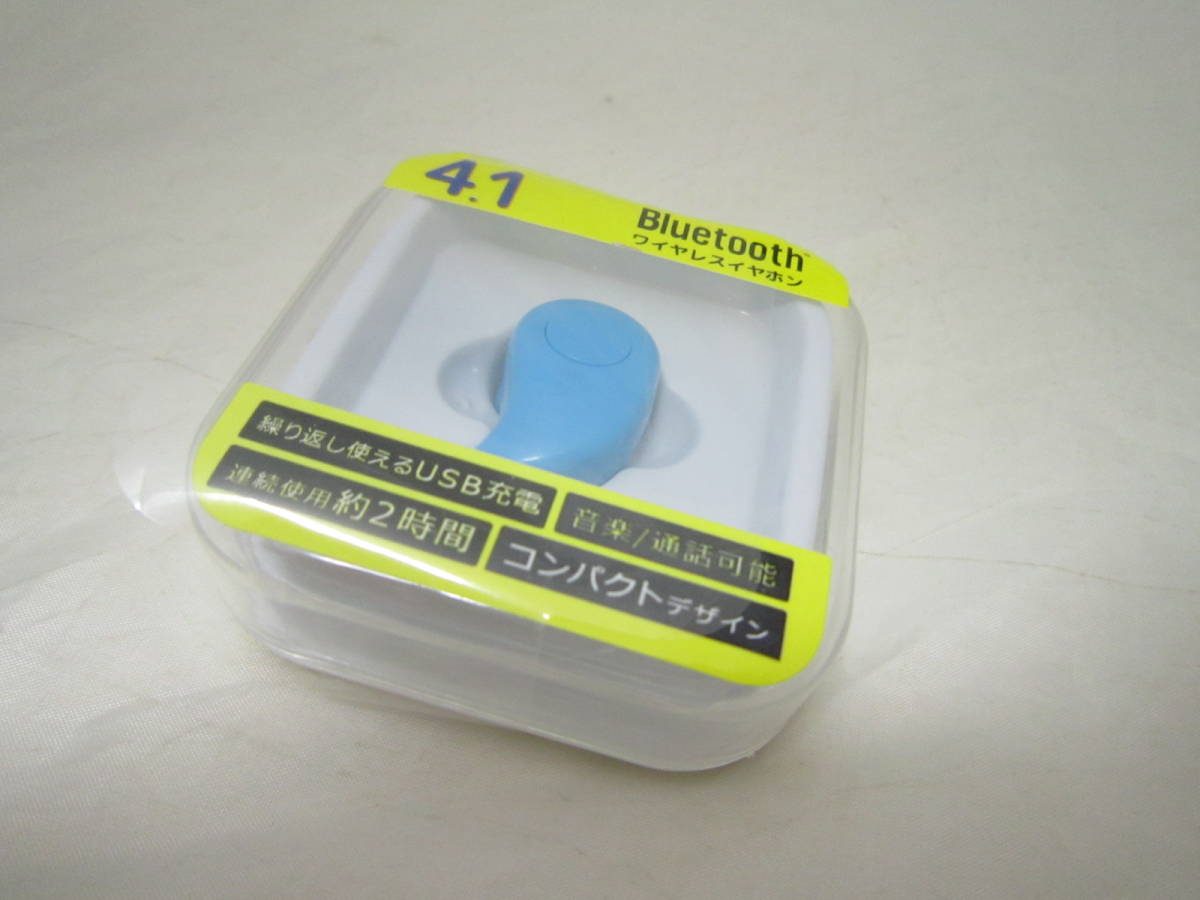 4.1
Bluetooth
ワイヤレスイヤホン
繰り返し使えるUSB充電
音楽/通話可能
連続使用約2時間
コンパクトデザイン